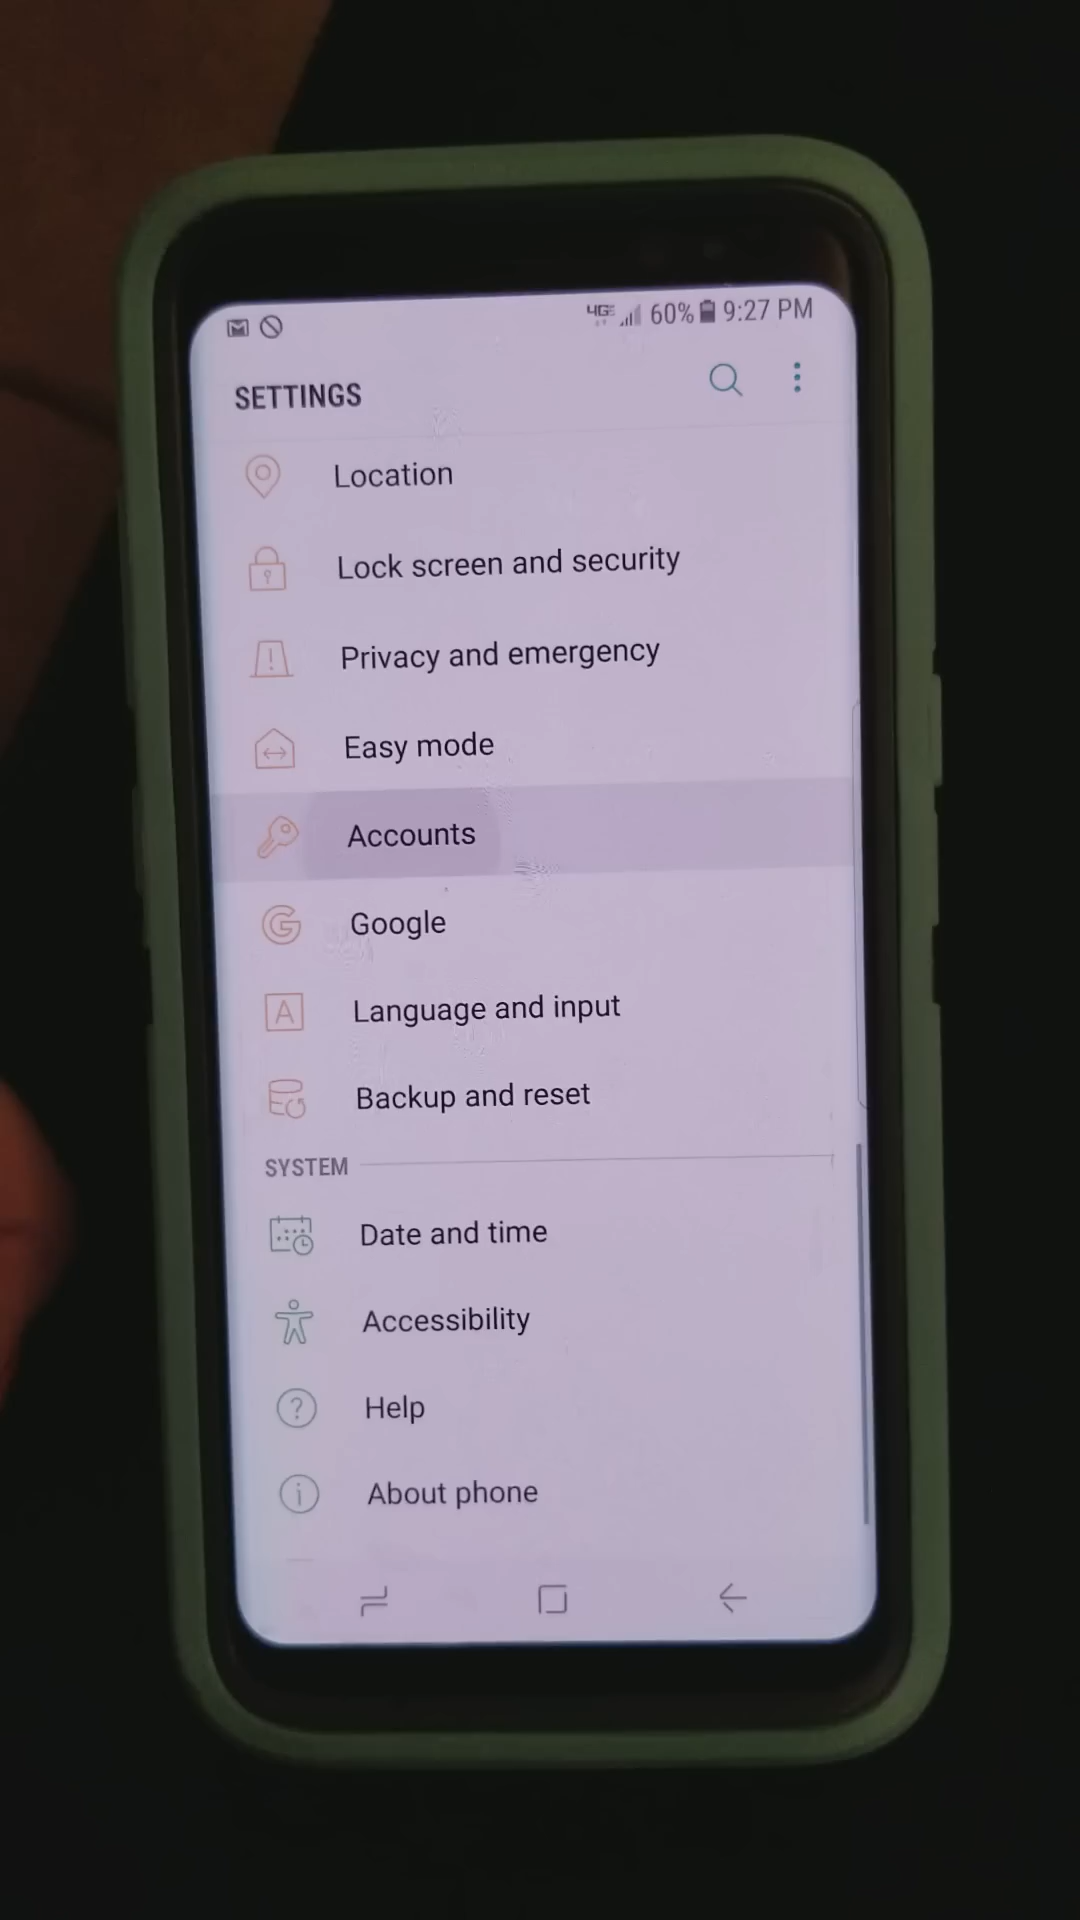 4GE 60% 9:27 PM
SETTINGS
Location
Lock screen and security
Privacy and emergency
Easy mode
Accounts
Google
Language and input
Backup and reset
SYSTEM
Date and time
Accessibility
Help
About phone